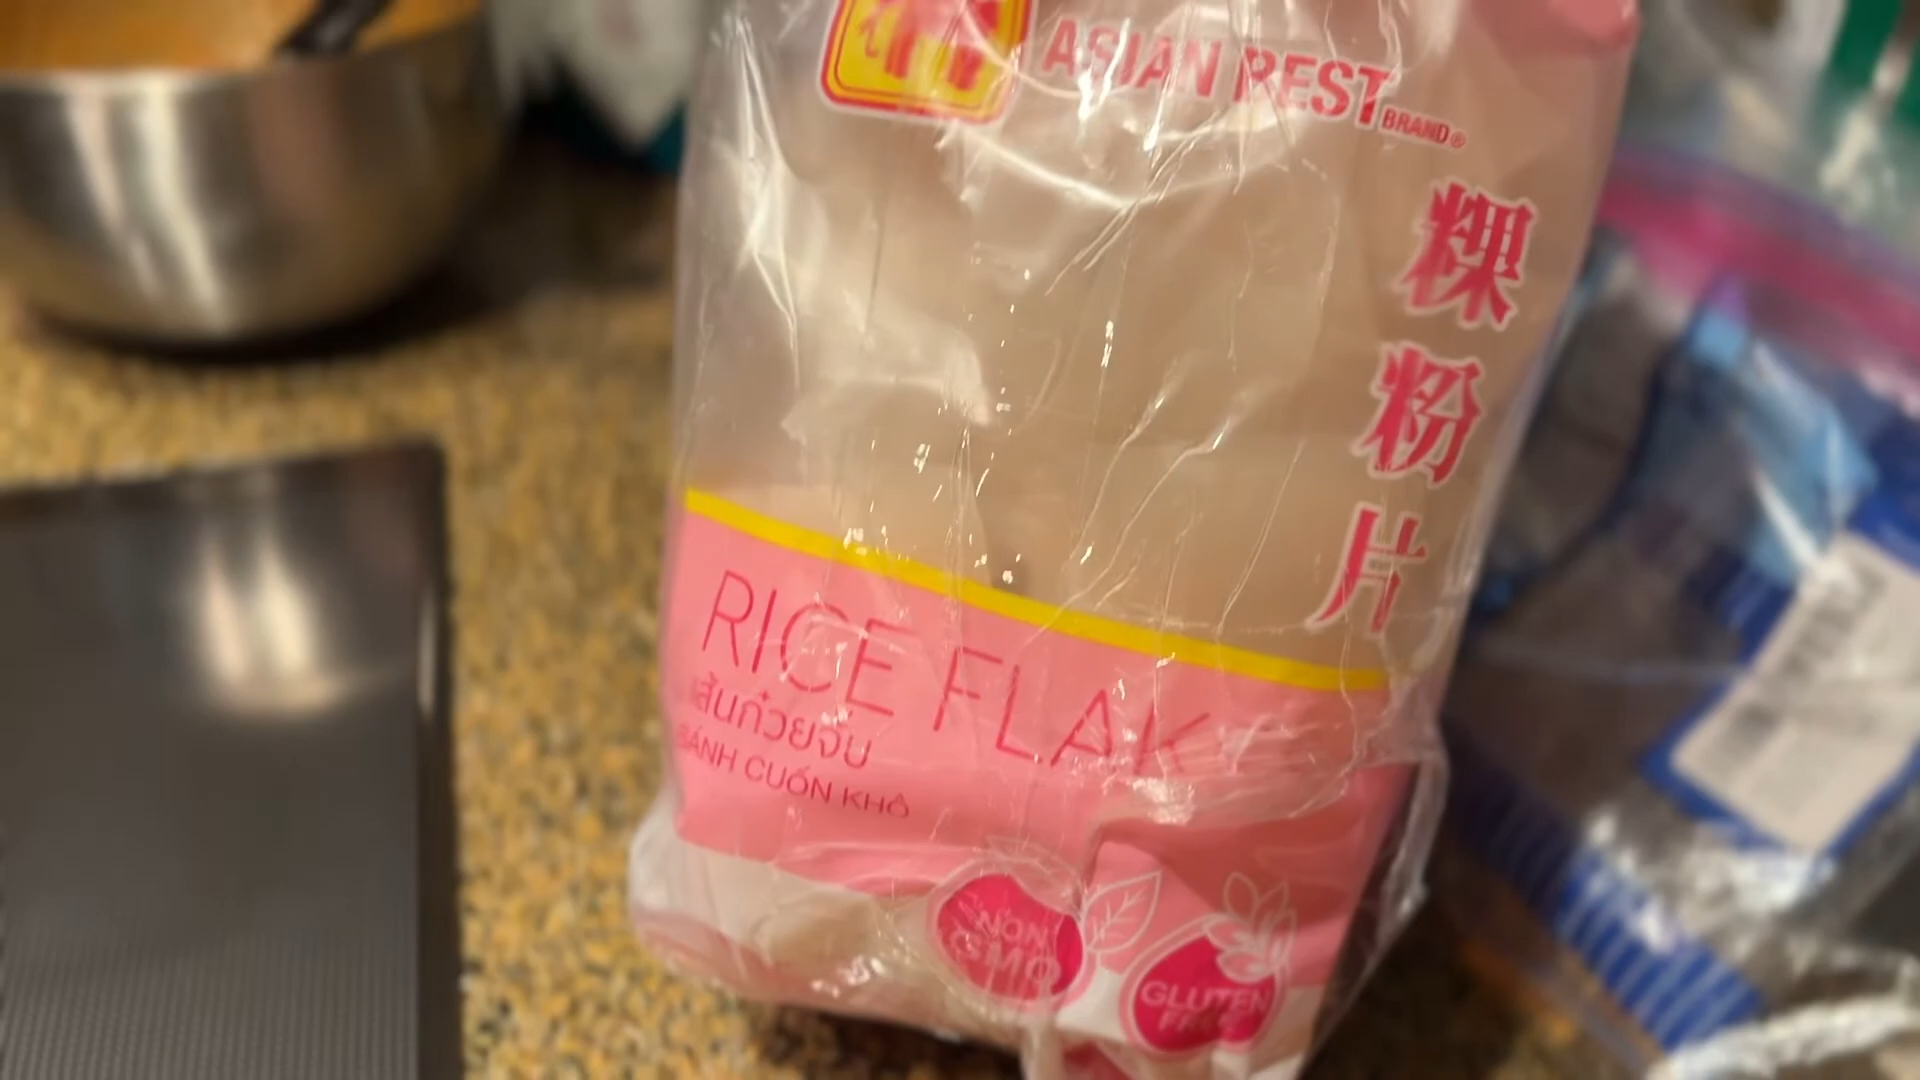 ASIAN BEST BRAND®
粿粉片
RICE FLAK
เส้นก๋วยจั๊บ
BÁNH CUỐN KHÔ
NON
GMO
GLUTEN
FREE